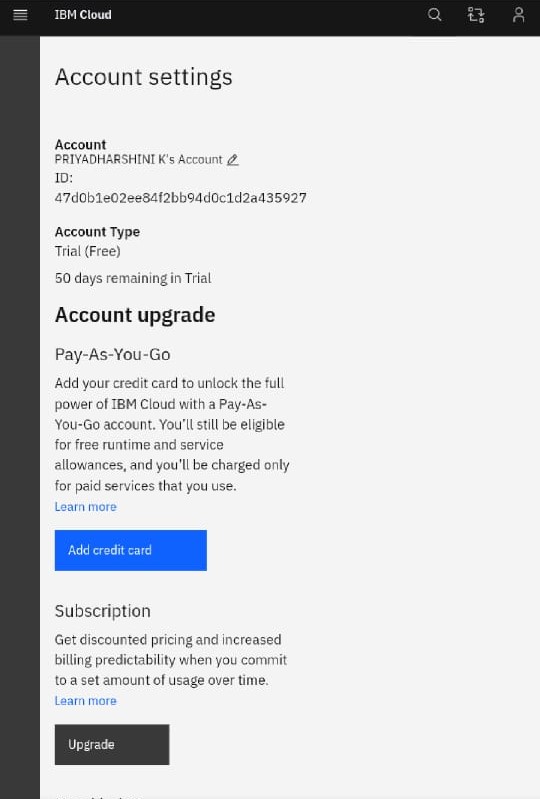 IBM Cloud
Account settings
Account
PRIYADHARSHINI K's Account
ID:
47d0b1e02ee84f2bb94d0c1d2a435927
Account Type
Trial (Free)
50 days remaining in Trial
Account upgrade
Pay-As-You-Go
Add your credit card to unlock the full
power of IBM Cloud with a Pay-As-
You-Go account. You'll still be eligible
for free runtime and service
allowances, and you'll be charged only
for paid services that you use.
Learn more
Add credit card
Subscription
Get discounted pricing and increased
billing predictability when you commit
to a set amount of usage over time.
Learn more
Upgrade